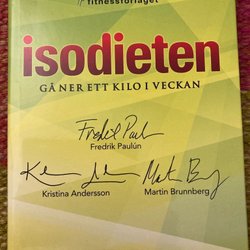 fitnessförlaget
isodieten
GÅ NER ETT KILO I VECKAN
Fredrik Paulún
Kristina Andersson
Martin Brunnberg